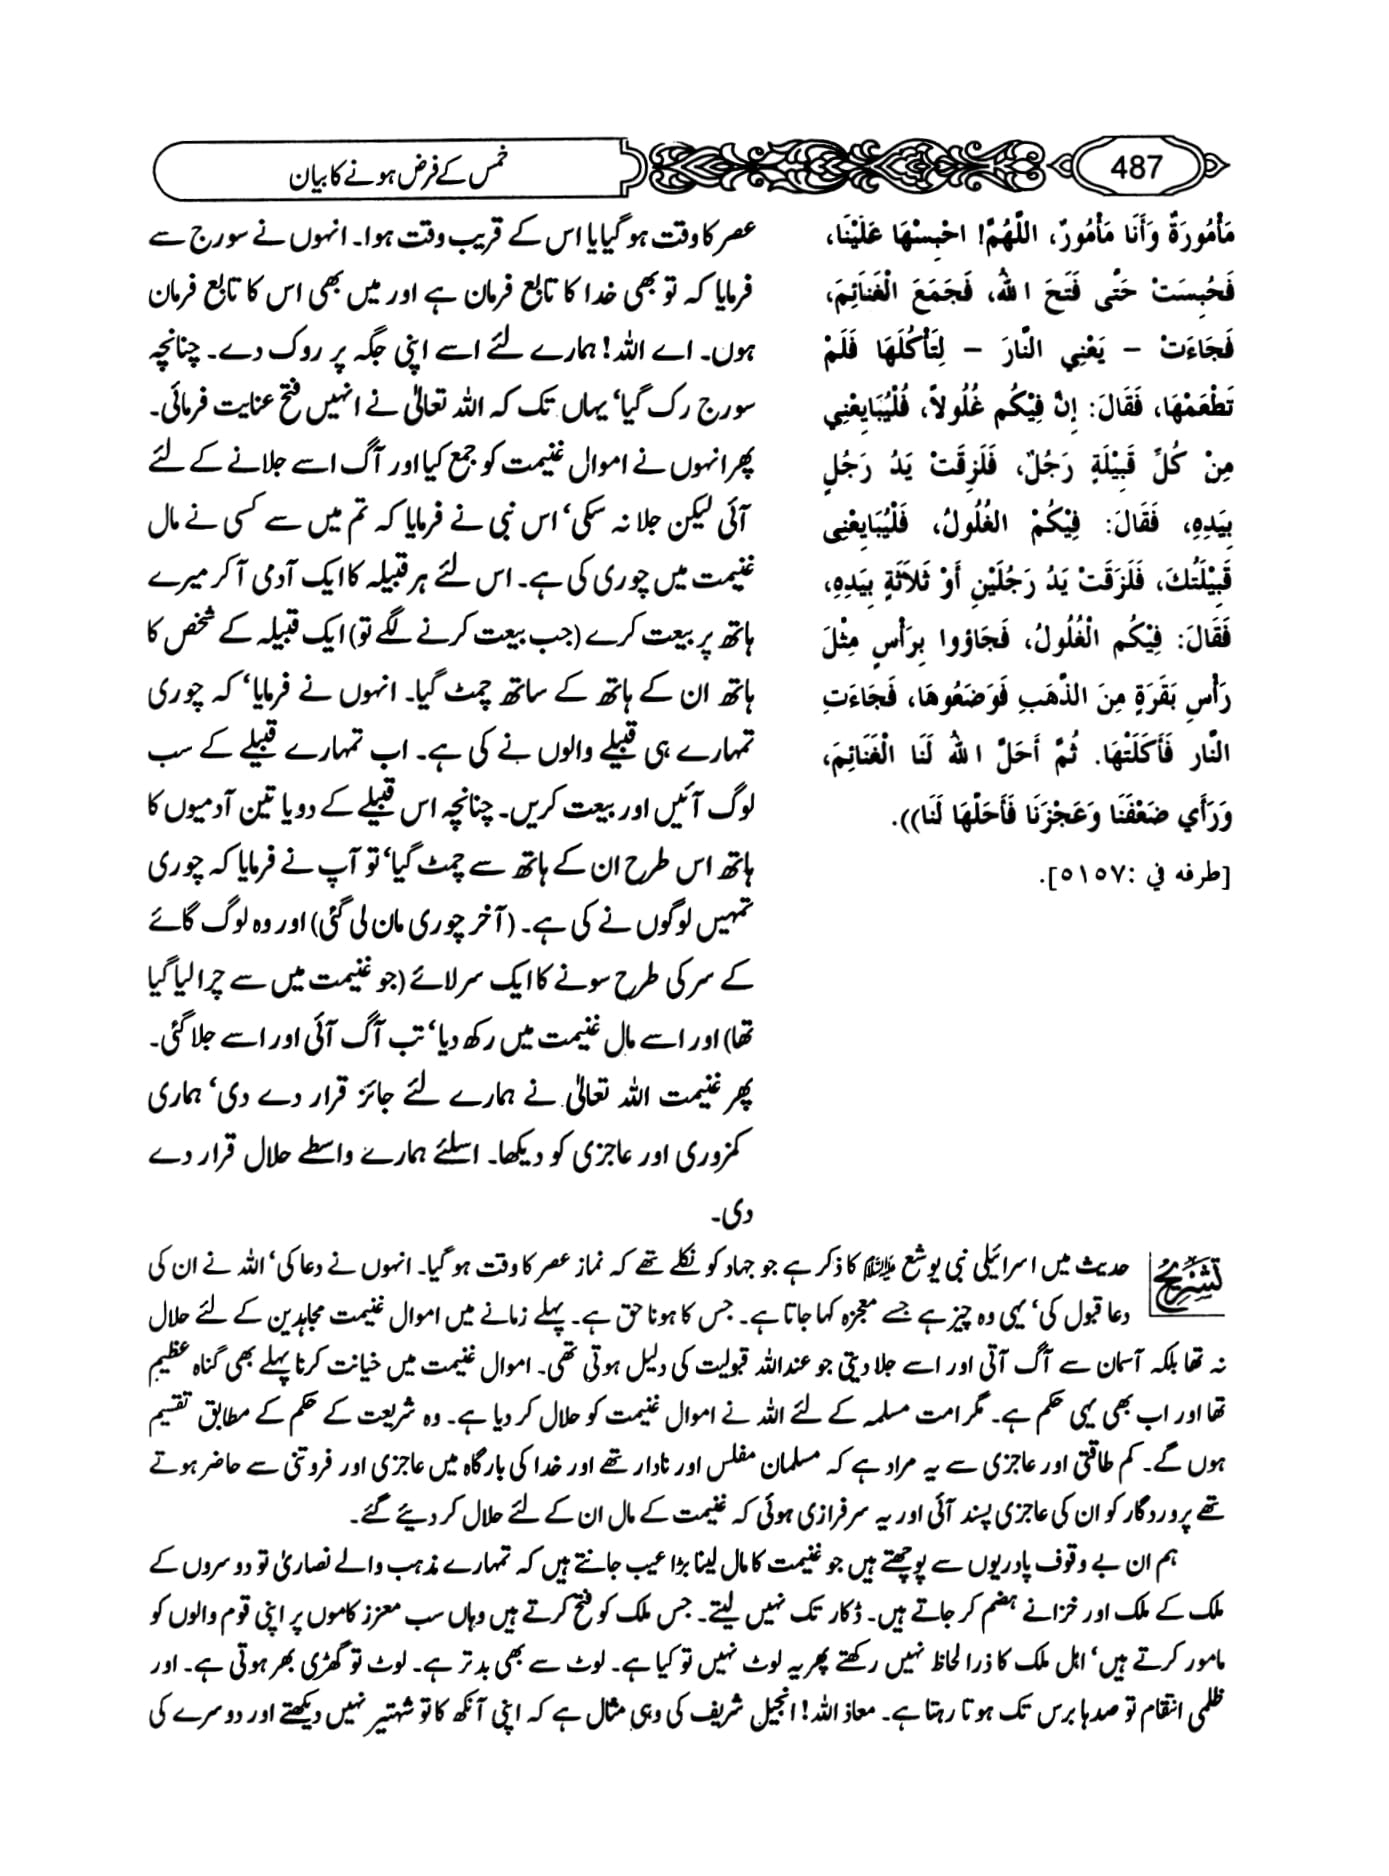 487
خمس کے فرض ہونے کا بیان
مَأْمُورَةٌ وَأَنَا مَأْمُورٌ، اللَّهُمَّ! احْبِسْهَا عَلَيْنَا،
فَحُبِسَتْ حَتَّى فَتَحَ اللهُ، فَجَمَعَ الْغَنَائِمَ،
فَجَاءَتْ – يَعْنِي النَّارَ – لِتَأْكُلَهَا فَلَمْ
تَطْعَمْهَا، فَقَالَ: إِنَّ فِيْكُم غُلُولاً، فَلْيُبَايِعْنِي
مِنْ كُلِّ قَبِيْلَةٍ رَجُلٌ، فَلَزِقَتْ يَدُ رَجُلٍ
بِيَدِهِ، فَقَالَ: فِيْكُمْ الغُلُولُ، فَلْيُبَايِعْنِى
قَبِيْلَتُكَ، فَلَزَقَتْ يَدُ رَجُلَيْنِ أَوْ ثَلاَثَةٍ بِيَدِهِ،
فَقَالَ: فِيْكُم الْغُلُولُ، فَجَاؤوا بِرَأْسٍ مِثْلَ
رَأْسِ بَقَرَةٍ مِنَ الذَّهَبِ فَوَضَعُوهَا، فَجَاءَتِ
النَّار فَأَكَلَتْهَا. ثُمَّ أَحَلَّ اللهُ لَنَا الْغَنَائِمَ،
وَرَأَي ضَعْفَنَا وَعَجْزَنَا فَأَحَلَّهَا لَنَا)).
[طرفه في :٥١٥٧].
عصر کا وقت ہو گیا یا اس کے قریب وقت ہوا۔ انہوں نے سورج سے
فرمایا کہ تو بھی خدا کا تابع فرمان ہے اور میں بھی اس کا تابع فرمان
ہوں۔ اے اللہ! ہمارے لئے اسے اپنی جگہ پر روک دے۔ چنانچہ
سورج رک گیا‘ یہاں تک کہ اللہ تعالیٰ نے انہیں فتح عنایت فرمائی۔
پھر انہوں نے اموال غنیمت کو جمع کیا اور آگ اسے جلانے کے لئے
آئی لیکن جلا نہ سکی‘ اس نبی نے فرمایا کہ تم میں سے کسی نے مال
غنیمت میں چوری کی ہے۔ اس لئے ہر قبیلہ کا ایک آدمی آ کر میرے
ہاتھ پر بیعت کرے (جب بیعت کرنے لگے تو) ایک قبیلہ کے شخص کا
ہاتھ ان کے ہاتھ کے ساتھ چمٹ گیا۔ انہوں نے فرمایا‘ کہ چوری
تمہارے ہی قبیلے والوں نے کی ہے۔ اب تمہارے قبیلے کے سب
لوگ آئیں اور بیعت کریں۔ چنانچہ اس قبیلے کے دو یا تین آدمیوں کا
ہاتھ اس طرح ان کے ہاتھ سے چمٹ گیا‘ تو آپ نے فرمایا کہ چوری
تمہیں لوگوں نے کی ہے۔ (آخر چوری مان لی گئی) اور وہ لوگ گائے
کے سر کی طرح سونے کا ایک سر لائے (جو غنیمت میں سے چرا لیا گیا
تھا) اور اسے مال غنیمت میں رکھ دیا‘ تب آگ آئی اور اسے جلا گئی۔
پھر غنیمت اللہ تعالیٰ نے ہمارے لئے جائز قرار دے دی‘ ہماری
کمزوری اور عاجزی کو دیکھا۔ اسلئے ہمارے واسطے حلال قرار دے
دی۔
تشریح حدیث میں اسرائیلی نبی یوشع ﷺ کا ذکر ہے جو جہاد کو نکلے تھے کہ نماز عصر کا وقت ہو گیا۔ انہوں نے دعا کی‘ اللہ نے ان کی
دعا قبول کی‘ یہی وہ چیز ہے جسے معجزہ کہا جاتا ہے۔ جس کا ہونا حق ہے۔ پہلے زمانے میں اموال غنیمت مجاہدین کے لئے حلال
نہ تھا بلکہ آسمان سے آگ آتی اور اسے جلا دیتی جو عنداللہ قبولیت کی دلیل ہوتی تھی۔ اموال غنیمت میں خیانت کرنا پہلے بھی گناہ عظیم
تھا اور اب بھی یہی حکم ہے۔ مگر امت مسلمہ کے لئے اللہ نے اموال غنیمت کو حلال کر دیا ہے۔ وہ شریعت کے حکم کے مطابق تقسیم
ہوں گے۔ کم طاقتی اور عاجزی سے یہ مراد ہے کہ مسلمان مفلس اور نادار تھے اور خدا کی بارگاہ میں عاجزی اور فروتنی سے حاضر ہوتے
تھے پروردگار کو ان کی عاجزی پسند آئی اور یہ سرفرازی ہوئی کہ غنیمت کے مال ان کے لئے حلال کر دیئے گئے۔
ہم ان بے وقوف پادریوں سے پوچھتے ہیں جو غنیمت کا مال لینا بڑا عیب جانتے ہیں کہ تمہارے مذہب والے نصاریٰ تو دوسروں کے
ملک کے ملک اور خزانے ہضم کر جاتے ہیں۔ ڈکار تک نہیں لیتے۔ جس ملک کو فتح کرتے ہیں وہاں سب معزز کاموں پر اپنی قوم والوں کو
مامور کرتے ہیں‘ اہل ملک کا ذرا لحاظ نہیں رکھتے پھر یہ لوٹ نہیں تو کیا ہے۔ لوٹ سے بھی بدتر ہے۔ لوٹ تو گھڑی بھر ہوتی ہے۔ اور
ظلمی انتقام تو صدہا برس تک ہوتا رہتا ہے۔ معاذ اللہ! انجیل شریف کی وہی مثال ہے کہ اپنی آنکھ کا تو شہتیر نہیں دیکھتے اور دوسرے کی